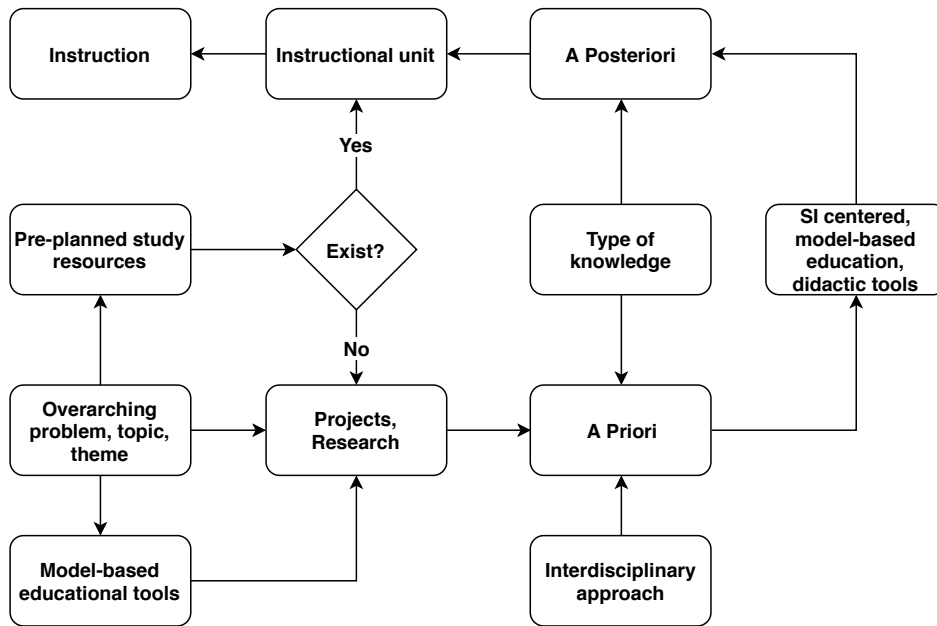 Instruction
Instructional unit
A Posteriori
Yes
Pre-planned study
resources
Exist?
Type of
knowledge
SI centered,
model-based
education,
didactic tools
No
Overarching
problem, topic,
theme
Projects,
Research
A Priori
Model-based
educational tools
Interdisciplinary
approach